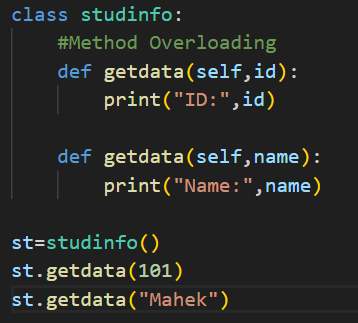 class studinfo:
    #Method Overloading
    def getdata(self,id):
        print("ID:",id)

    def getdata(self,name):
        print("Name:",name)

st=studinfo()
st.getdata(101)
st.getdata("Mahek")